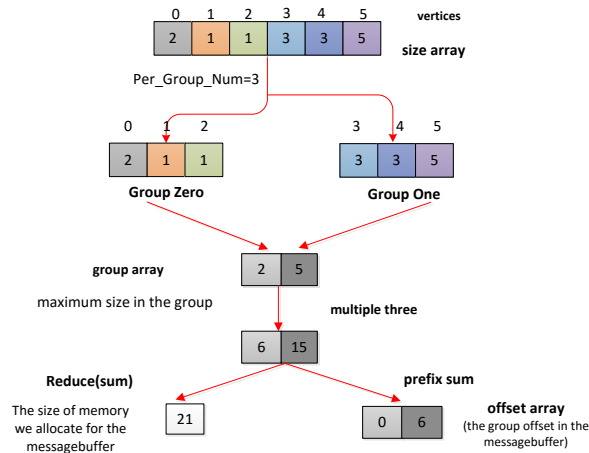 0 1 2 3 4 5 vertices
2 1 1 3 3 5 size array
Per_Group_Num=3
0 1 2 3 4 5
2 1 1 3 3 5
Group Zero Group One
group array 2 5
maximum size in the group
multiple three
6 15
Reduce(sum) prefix sum
The size of memory
we allocate for the
messagebuffer
21
0 6
offset array
(the group offset in the
messagebuffer)